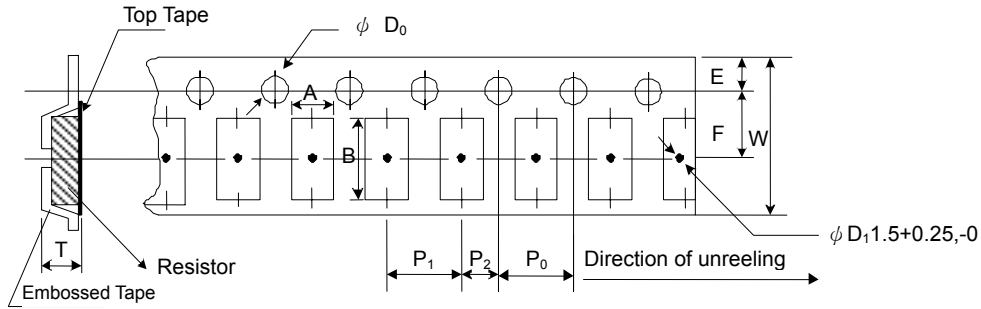 Top Tape
ψ D₀
A
E
F
W
B
ψ D₁ 1.5+0.25,-0
T
Resistor
Embossed Tape
P₁
P₂
P₀
Direction of unreeling